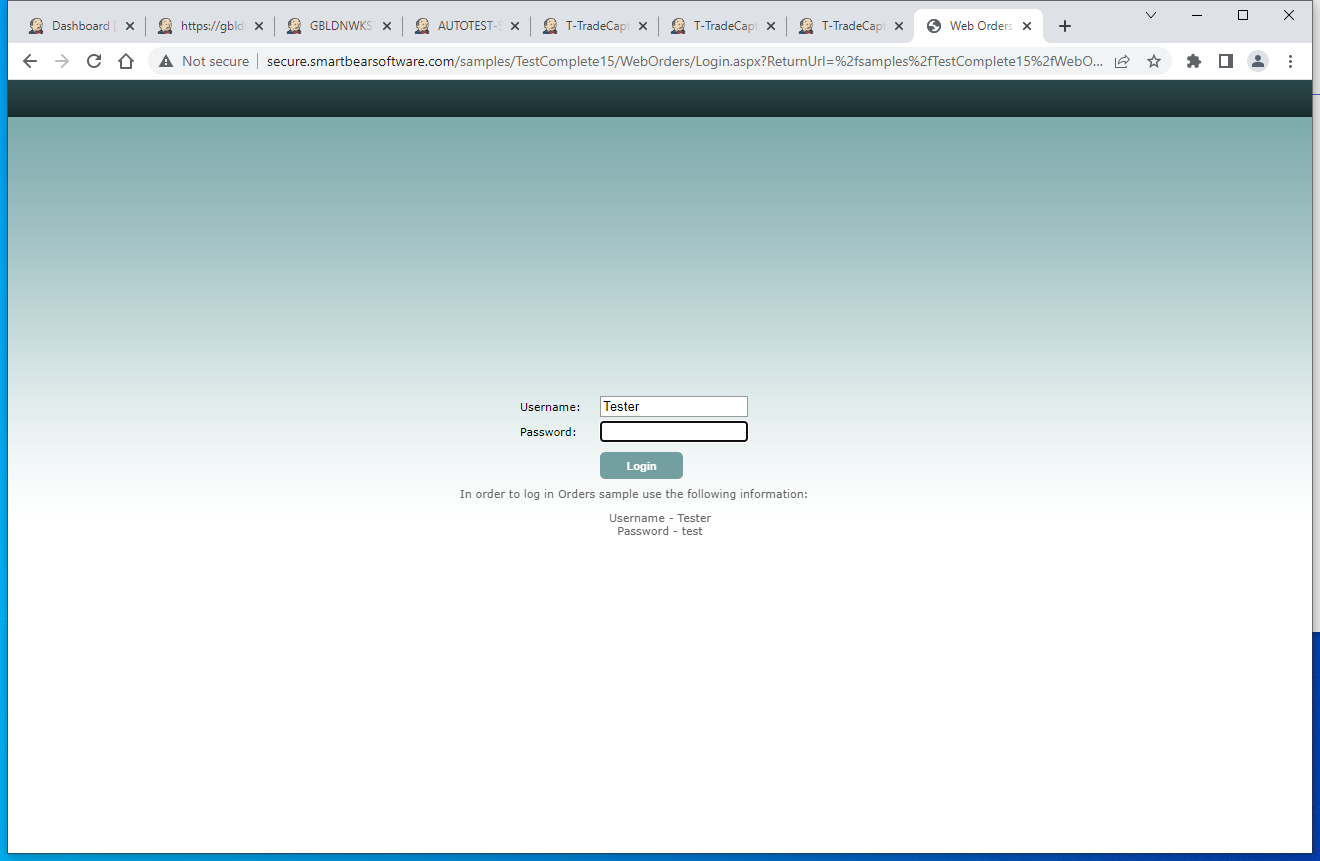 Dashboard [
https://gbld
GBLDNWKS
AUTOTEST-S
T-TradeCapt
T-TradeCapt
T-TradeCapt
Web Orders
Not secure
secure.smartbearsoftware.com/samples/TestComplete15/WebOrders/Login.aspx?ReturnUrl=%2fsamples%2fTestComplete15%2fWebO...
Username: Tester
Password:
Login
In order to log in Orders sample use the following information:
Username - Tester
Password - test